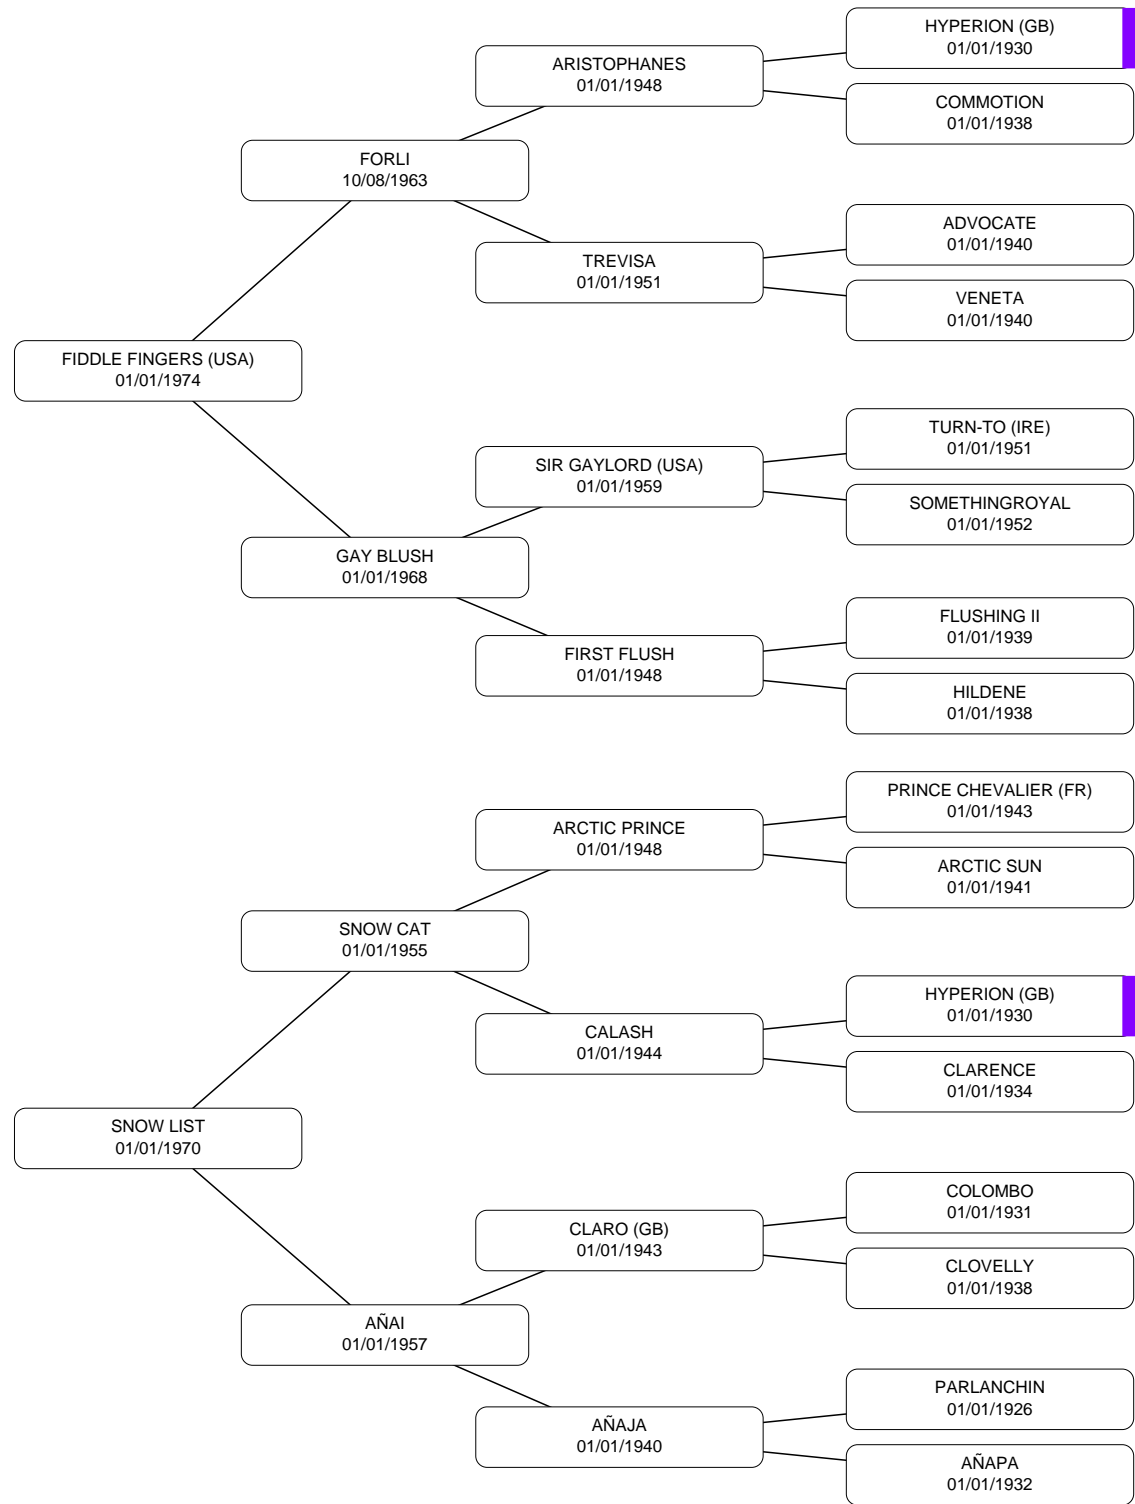 HYPERION (GB)
01/01/1930
ARISTOPHANES
01/01/1948
COMMOTION
01/01/1938
FORLI
10/08/1963
ADVOCATE
01/01/1940
TREVISA
01/01/1951
VENETA
01/01/1940
FIDDLE FINGERS (USA)
01/01/1974
TURN-TO (IRE)
01/01/1951
SIR GAYLORD (USA)
01/01/1959
SOMETHINGROYAL
01/01/1952
GAY BLUSH
01/01/1968
FLUSHING II
01/01/1939
FIRST FLUSH
01/01/1948
HILDENE
01/01/1938
PRINCE CHEVALIER (FR)
01/01/1943
ARCTIC PRINCE
01/01/1948
ARCTIC SUN
01/01/1941
SNOW CAT
01/01/1955
HYPERION (GB)
01/01/1930
CALASH
01/01/1944
CLARENCE
01/01/1934
SNOW LIST
01/01/1970
COLOMBO
01/01/1931
CLARO (GB)
01/01/1943
CLOVELLY
01/01/1938
AÑAI
01/01/1957
PARLANCHIN
01/01/1926
AÑAJA
01/01/1940
AÑAPA
01/01/1932